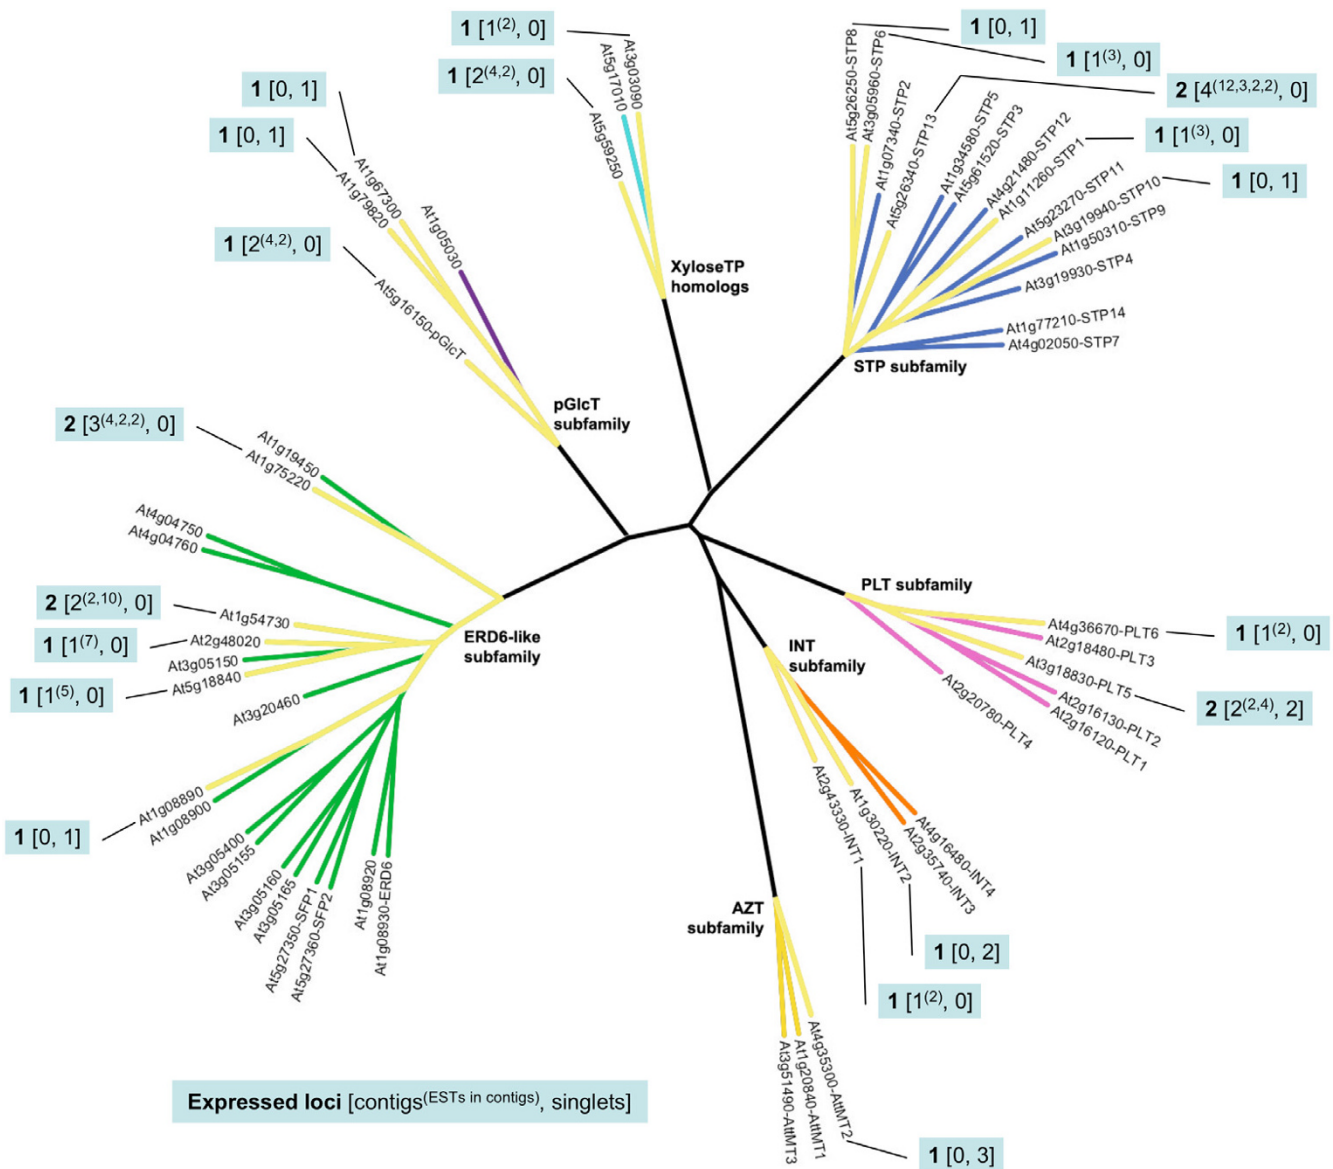 1 [1(2), 0]
1 [2(4,2), 0]
At3g03090
At5g17010
At5g59250
XyloseTP
homologs
1 [0, 1]
1 [0, 1]
1 [2(4,2), 0]
At1g67300
At1g79820
At1g05030
At5g16150-pGlcT
pGlcT
subfamily
1 [0, 1]
1 [1(3), 0]
2 [4(12,3,2,2), 0]
1 [1(3), 0]
1 [0, 1]
At5g26250-STP8
At3g05960-STP6
At1g07340-STP2
At5g26340-STP13
At1g34580-STP5
At5g61520-STP3
At4g21480-STP12
At1g11260-STP1
At5g23270-STP11
At3g19940-STP10
At1g50310-STP9
At3g19930-STP4
At1g77210-STP14
At4g02050-STP7
STP subfamily
2 [3(4,2,2), 0]
At1g19450
At1g75220
At4g04750
At4g04760
2 [2(2,10), 0]
1 [1(7), 0]
1 [1(5), 0]
At1g54730
At2g48020
At3g05150
At5g18840
At3g20460
ERD6-like
subfamily
1 [0, 1]
At1g08890
At1g08900
At3g05400
At3g05155
At3g05160
At3g05165
At5g27350-SFP1
At5g27360-SFP2
At1g08920
At1g08930-ERD6
PLT subfamily
At4g36670-PLT6
At2g18480-PLT3
At3g18830-PLT5
At2g16130-PLT2
At2g16120-PLT1
At2g20780-PLT4
1 [1(2), 0]
2 [2(2,4), 2]
INT
subfamily
At4g16480-INT4
At2g35740-INT3
At1g30220-INT2
At2g43330-INT1
1 [0, 2]
1 [1(2), 0]
AZT
subfamily
At4g35300-AttMT2
At1g20840-AttMT1
At3g51490-AttMT3
1 [0, 3]
Expressed loci [contigs(ESTs in contigs), singlets]